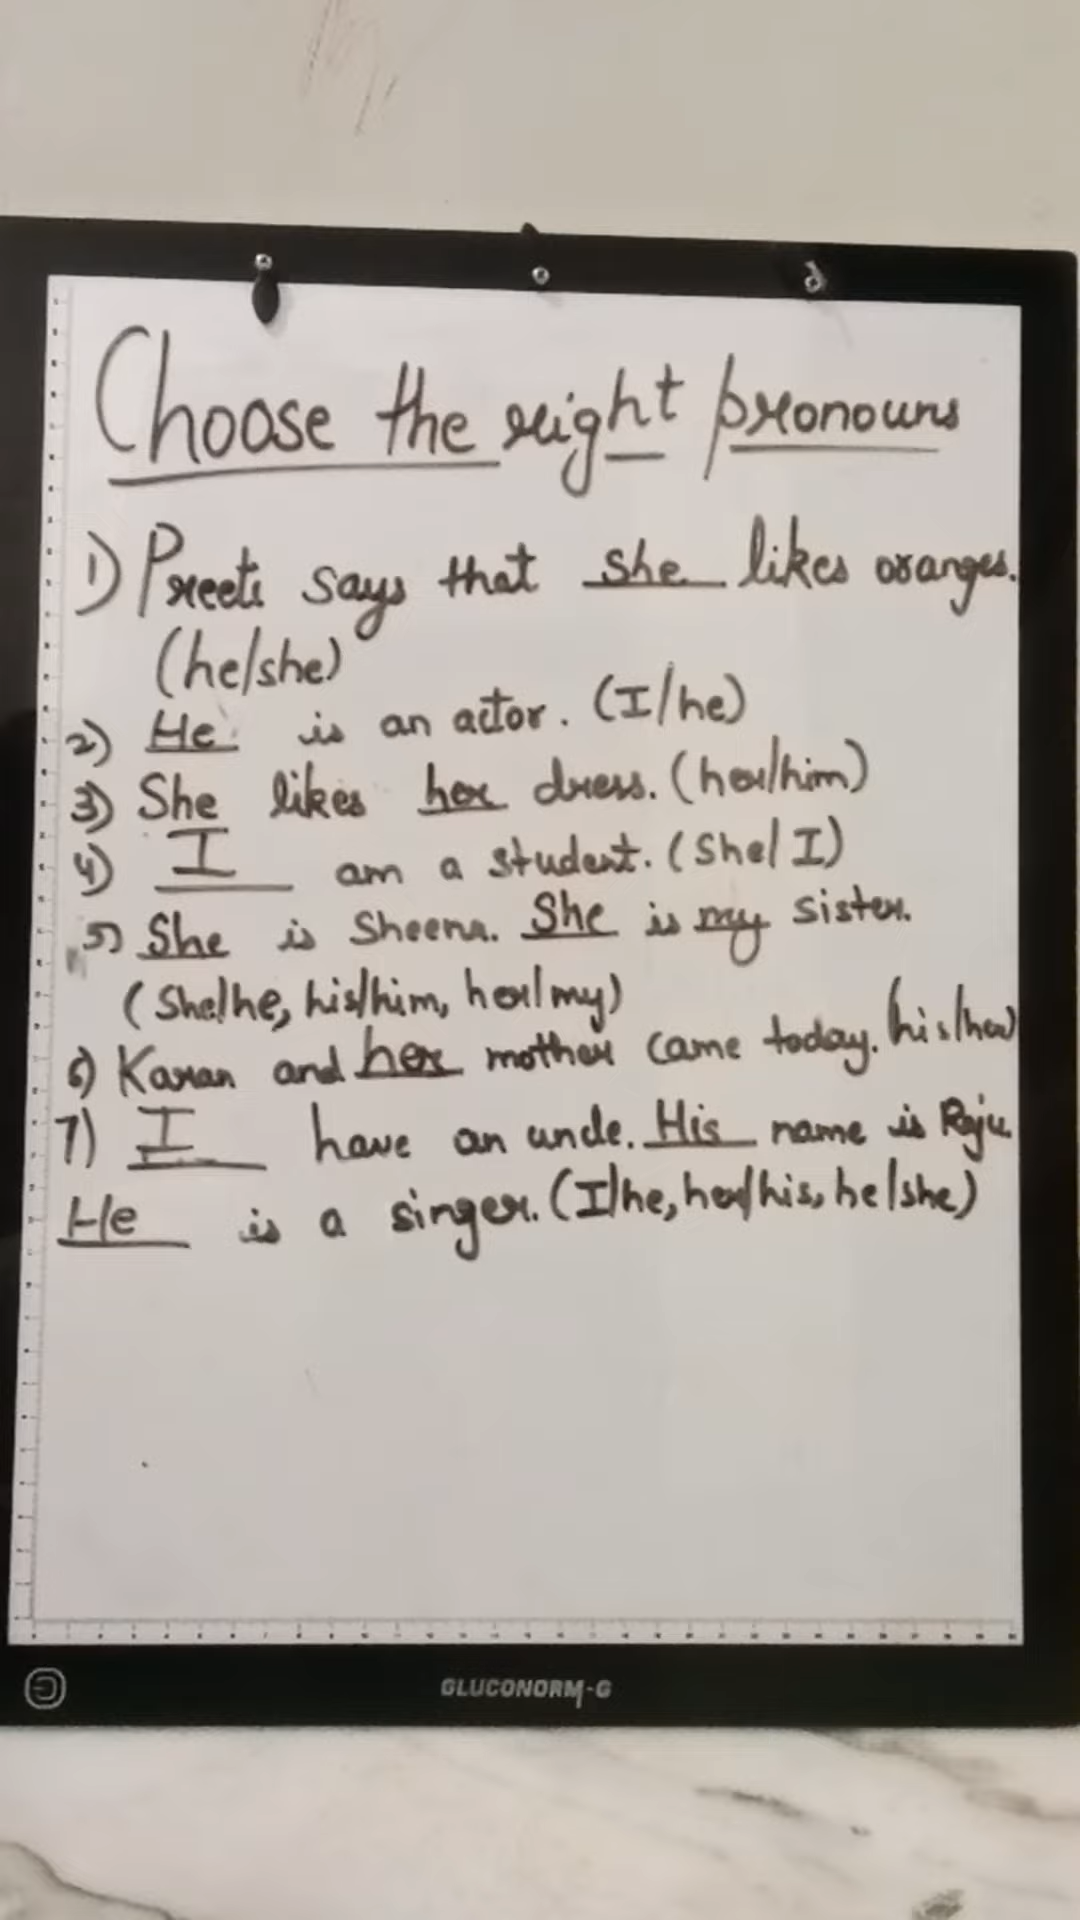 Choose the right pronouns
1) Preeti says that she likes oranges.
(he/she)
2) He is an actor. (I/he)
3) She likes her dress. (her/him)
4) I am a student. (She/I)
5) She is Sheena. She is my sister.
(She/he, his/him, her/my)
6) Karan and her mother came today. (his/her)
7) I have an uncle. His name is Raju.
He is a singer. (I/he, her/his, he/she)
GLUCONORM-G